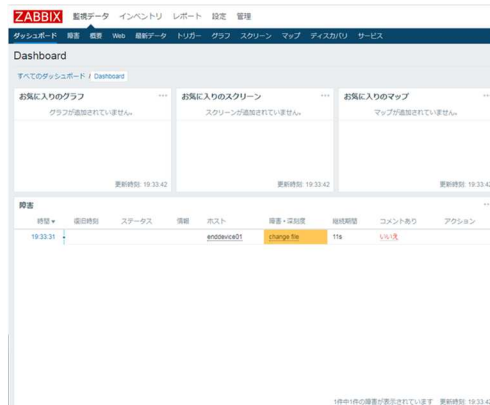 ZABBIX 監視データ インベントリ レポート 設定 管理
ダッシュボード 障害 概要 Web 最新データ トリガー グラフ スクリーン マップ ディスカバリ サービス
Dashboard
すべてのダッシュボード / Dashboard
お気に入りのグラフ ••• お気に入りのスクリーン ••• お気に入りのマップ •••
グラフが追加されていません。 スクリーンが追加されていません。 マップが追加されていません。
更新時刻: 19:33:42 更新時刻: 19:33:42 更新時刻: 19:33:42
障害 •••
時間 ▾ 復旧時刻 ステータス 情報 ホスト 障害・深刻度 継続期間 コメントあり アクション
19:33:31 enddevice01 change file 11s いいえ
1件中1件の障害が表示されています 更新時刻: 19:33:42